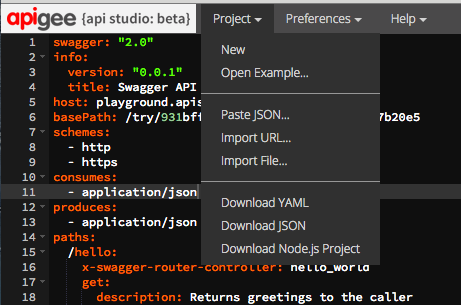 apigee {api studio: beta} Project Preferences Help
1 swagger: "2.0"
2 info:
3 version: "0.0.1"
4 title: Swagger API
5 host: playground.apis
6 basePath: /try/931bff 7b20e5
7 schemes:
8 - http
9 - https
10 consumes:
11 - application/json
12 produces:
13 - application/json
14 paths:
15 /hello:
16 x-swagger-router-controller: hello_world
17 get:
18 description: Returns greetings to the caller
New
Open Example...
Paste JSON...
Import URL...
Import File...
Download YAML
Download JSON
Download Node.js Project